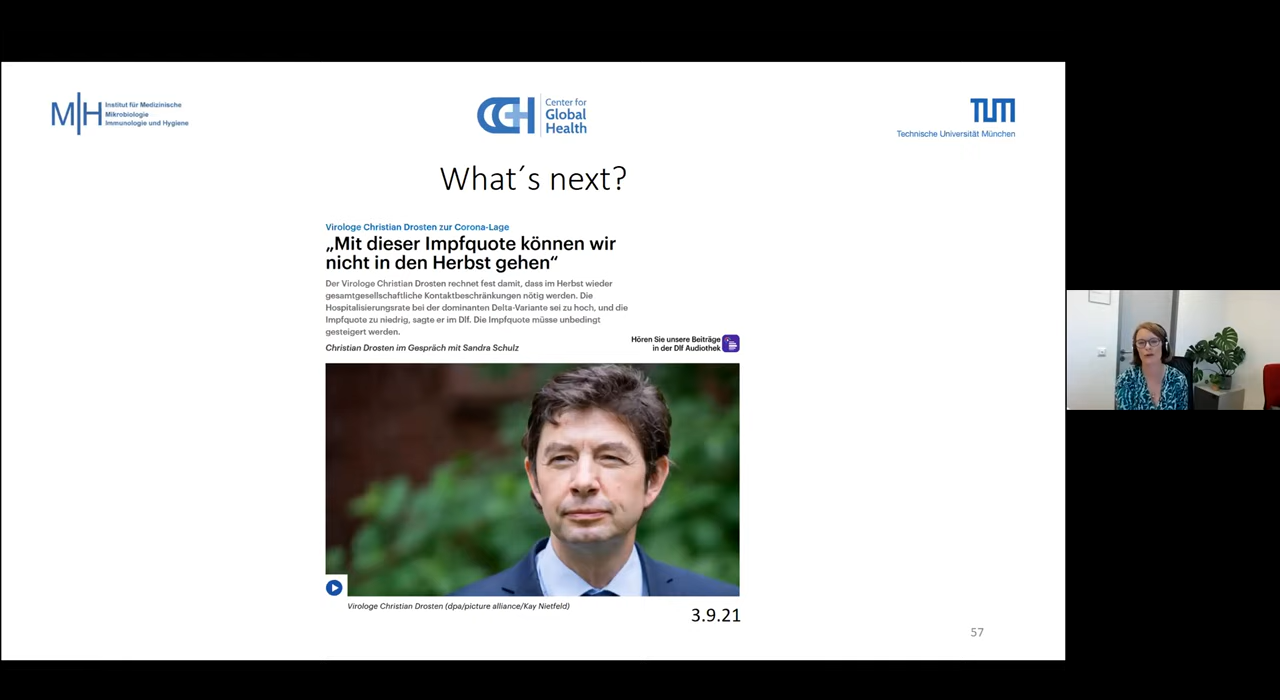 M|H Institut für Medizinische
Mikrobiologie
Immunologie und Hygiene
CGH Center for
Global
Health
TUM
Technische Universität München
What´s next?
Virologe Christian Drosten zur Corona-Lage
„Mit dieser Impfquote können wir
nicht in den Herbst gehen“
Der Virologe Christian Drosten rechnet fest damit, dass im Herbst wieder
gesamtgesellschaftliche Kontaktbeschränkungen nötig werden. Die
Hospitalisierungsrate bei der dominanten Delta-Variante sei zu hoch, und die
Impfquote zu niedrig, sagte er im Dlf. Die Impfquote müsse unbedingt
gesteigert werden.
Christian Drosten im Gespräch mit Sandra Schulz
Hören Sie unsere Beiträge
in der Dlf Audiothek
Virologe Christian Drosten (dpa/picture alliance/Kay Nietfeld)
3.9.21
57